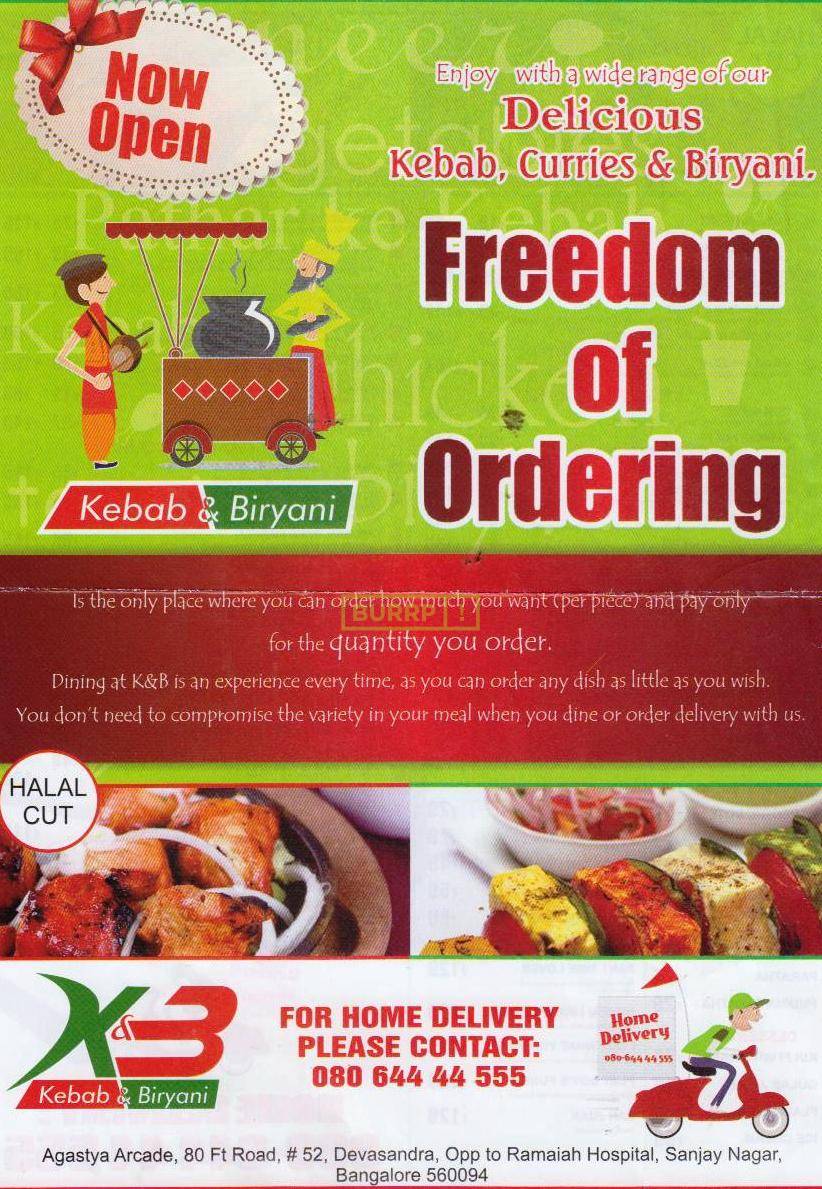 Now
Open
Enjoy with a wide range of our
Delicious
Kebab, Curries & Biryani.
Freedom
of
Ordering
Kebab & Biryani
Is the only place where you can order how much you want (per piece) and pay only
BURRP !
for the quantity you order.
Dining at K&B is an experience every time, as you can order any dish as little as you wish.
You don't need to compromise the variety in your meal when you dine or order delivery with us.
HALAL
CUT
K&B
Kebab & Biryani
FOR HOME DELIVERY
PLEASE CONTACT:
080 644 44 555
Home
Delivery
080-644 44 555
Agastya Arcade, 80 Ft Road, # 52, Devasandra, Opp to Ramaiah Hospital, Sanjay Nagar,
Bangalore 560094